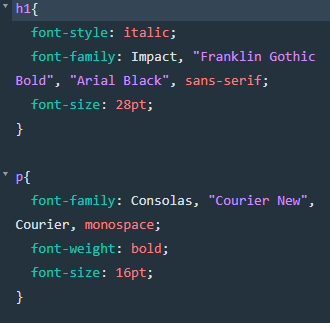 h1{
font-style: italic;
font-family: Impact, "Franklin Gothic
Bold", "Arial Black", sans-serif;
font-size: 28pt;
}
p{
font-family: Consolas, "Courier New",
Courier, monospace;
font-weight: bold;
font-size: 16pt;
}